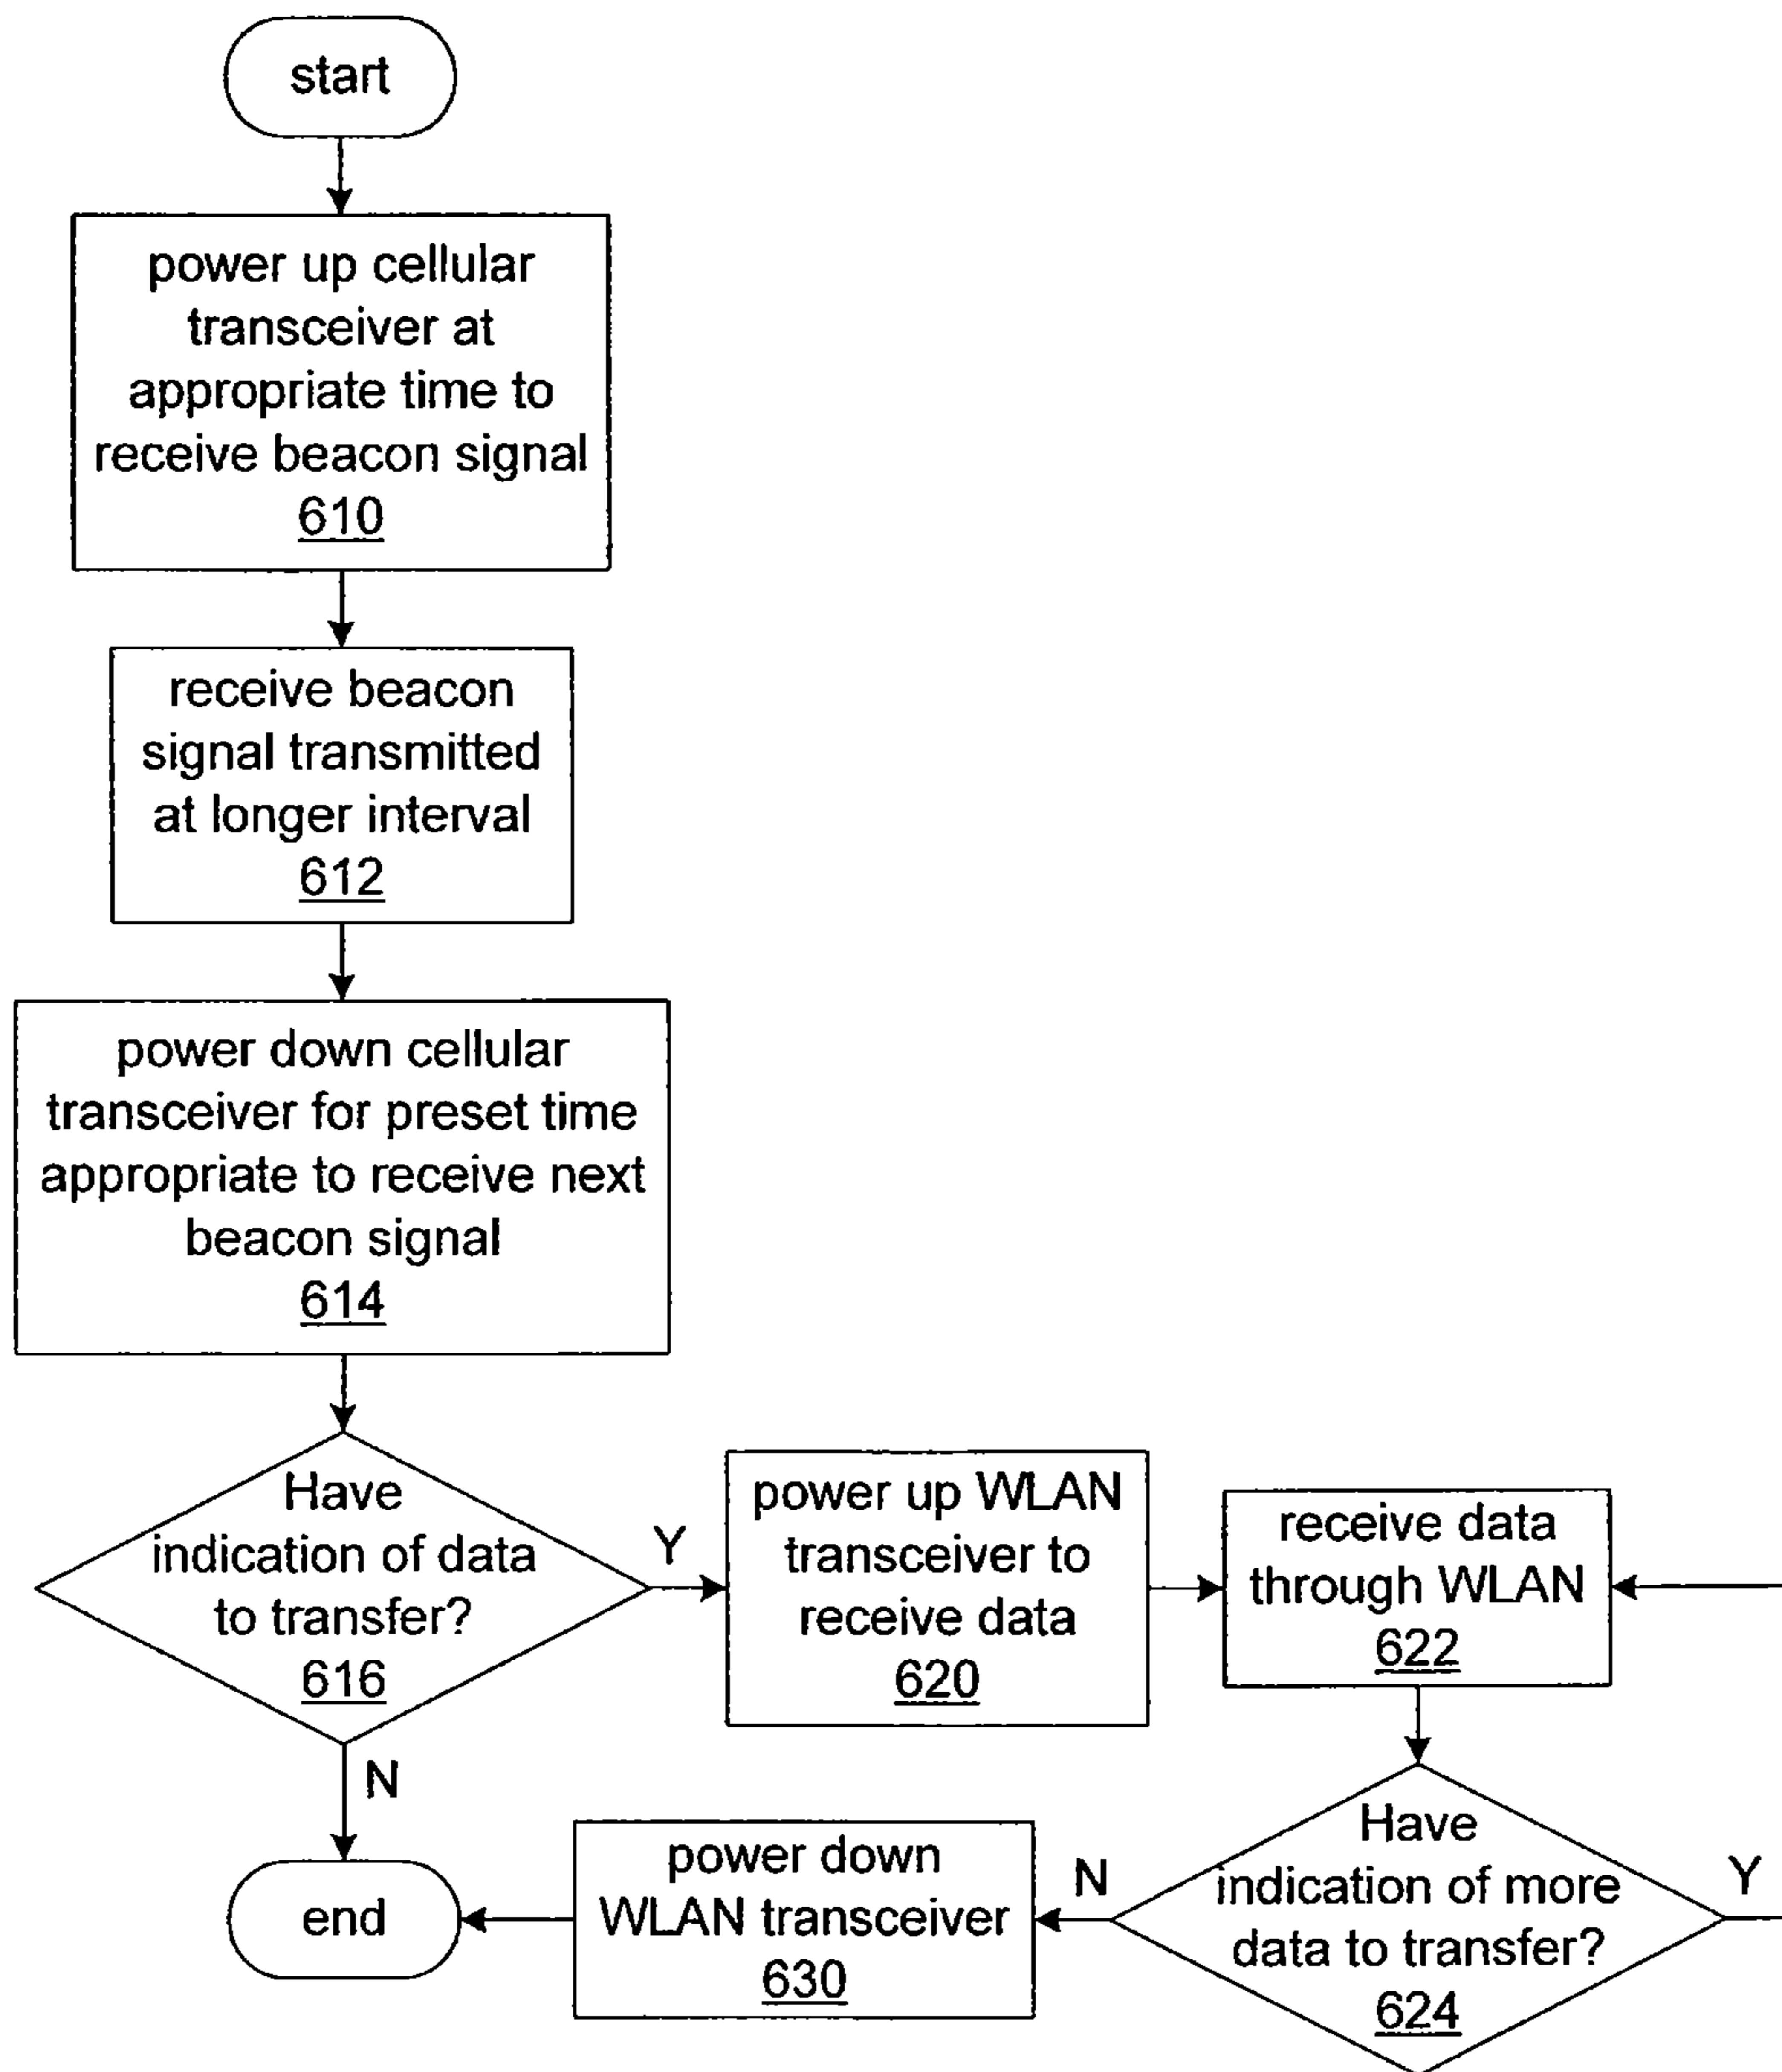 start
power up cellular
transceiver at
appropriate time to
receive beacon signal
610
receive beacon
signal transmitted
at longer interval
612
power down cellular
transceiver for preset time
appropriate to receive next
beacon signal
614
Have
indication of data
to transfer?
616
Y
N
power up WLAN
transceiver to
receive data
620
receive data
through WLAN
622
Have
indication of more
data to transfer?
624
Y
N
power down
WLAN transceiver
630
end